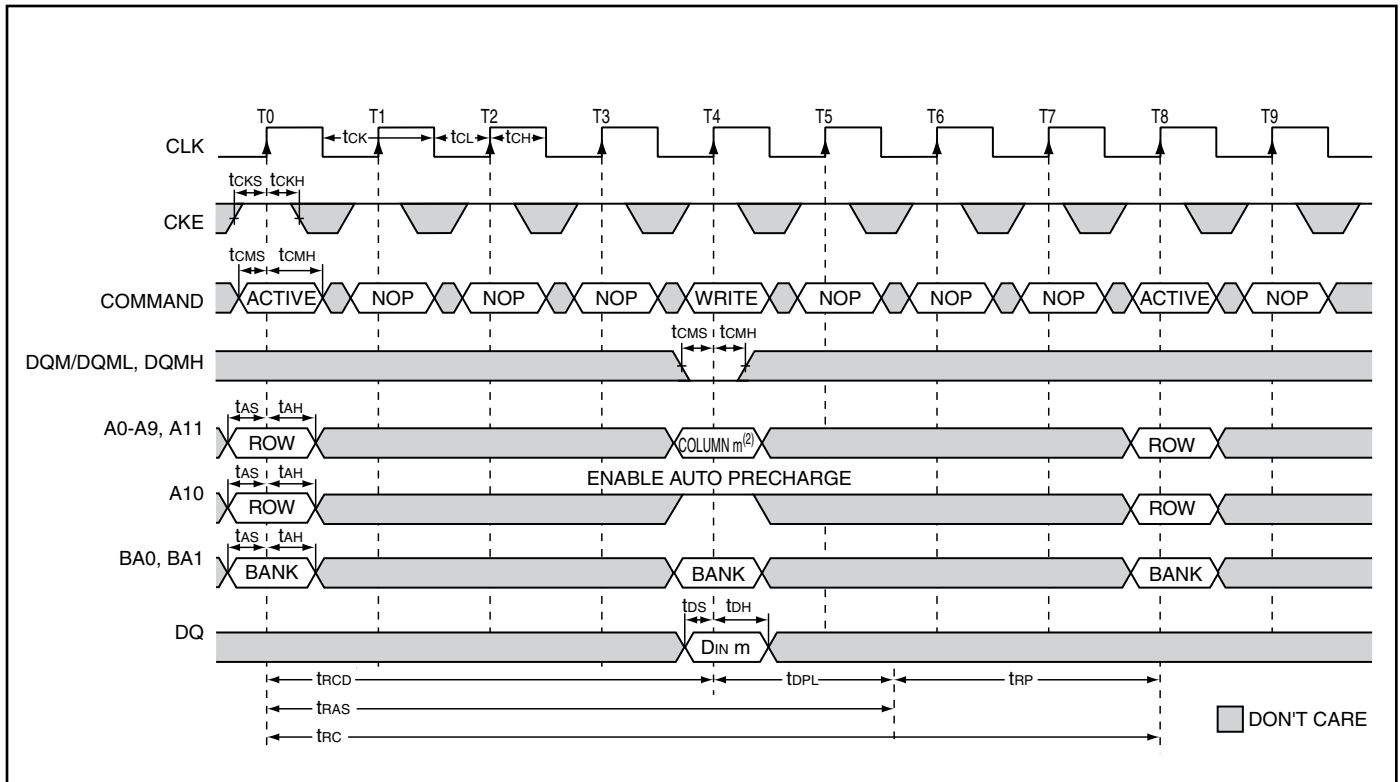 T0 T1 T2 T3 T4 T5 T6 T7 T8 T9
CLK tCK tCL tCH
tCKS tCKH
CKE
tCMS tCMH
COMMAND ACTIVE NOP NOP NOP WRITE NOP NOP NOP ACTIVE NOP
tCMS tCMH
DQM/DQML, DQMH
tAS tAH
A0-A9, A11 ROW COLUMN m(2) ROW
tAS tAH ENABLE AUTO PRECHARGE
A10 ROW ROW
tAS tAH
BA0, BA1 BANK BANK BANK
tDS tDH
DQ DIN m
tRCD tDPL tRP
tRAS
DON'T CARE
tRC